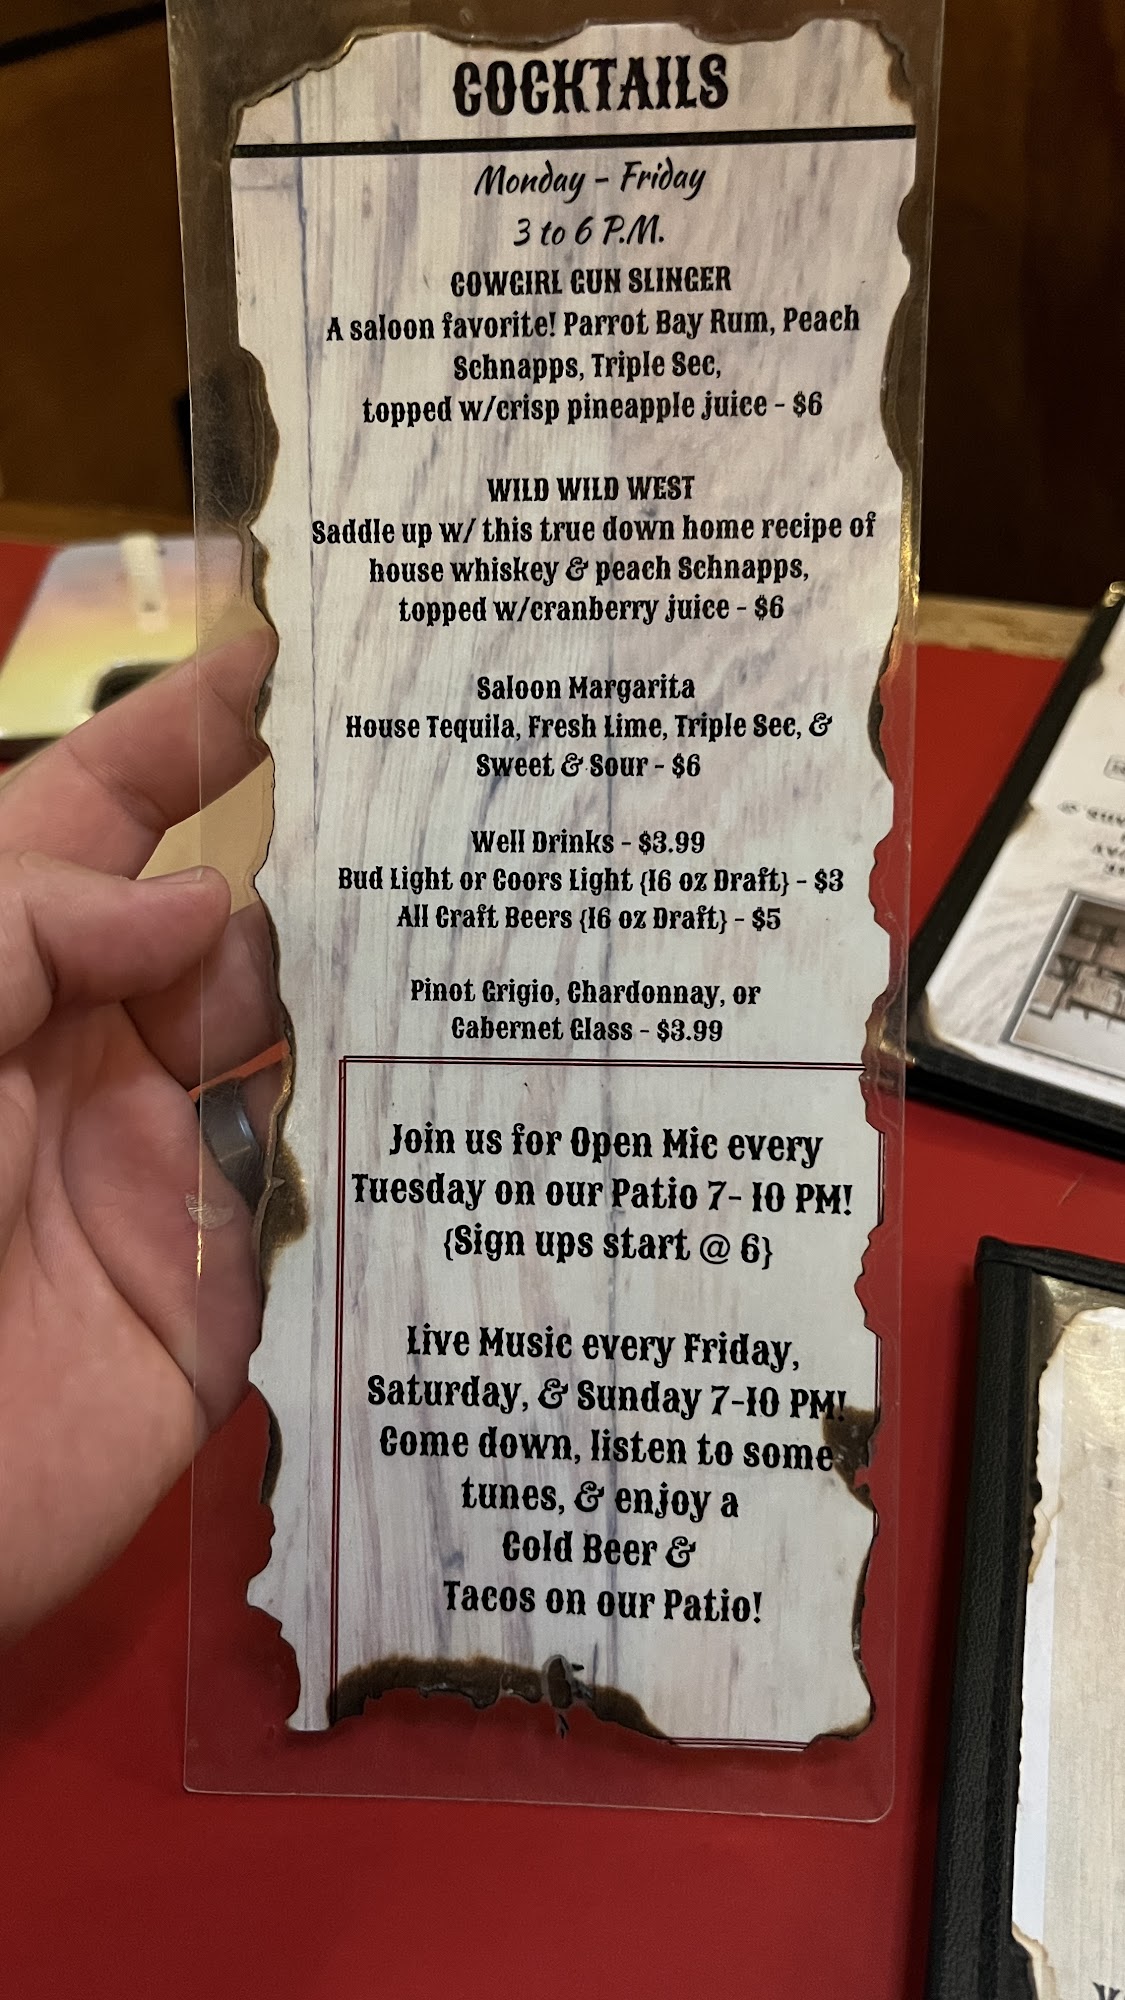 COCKTAILS
Monday - Friday
3 to 6 P.M.
COWGIRL GUN SLINGER
A saloon favorite! Parrot Bay Rum, Peach
Schnapps, Triple Sec,
topped w/crisp pineapple juice - $6
WILD WILD WEST
Saddle up w/ this true down home recipe of
house whiskey & peach Schnapps,
topped w/cranberry juice - $6
Saloon Margarita
House Tequila, Fresh Lime, Triple Sec, &
Sweet & Sour - $6
Well Drinks - $3.99
Bud Light or Coors Light {16 oz Draft} - $3
All Craft Beers {16 oz Draft} - $5
Pinot Grigio, Chardonnay, or
Cabernet Glass - $3.99
Join us for Open Mic every
Tuesday on our Patio 7- 10 PM!
{Sign ups start @ 6}
Live Music every Friday,
Saturday, & Sunday 7-10 PM!
Come down, listen to some
tunes, & enjoy a
Cold Beer &
Tacos on our Patio!